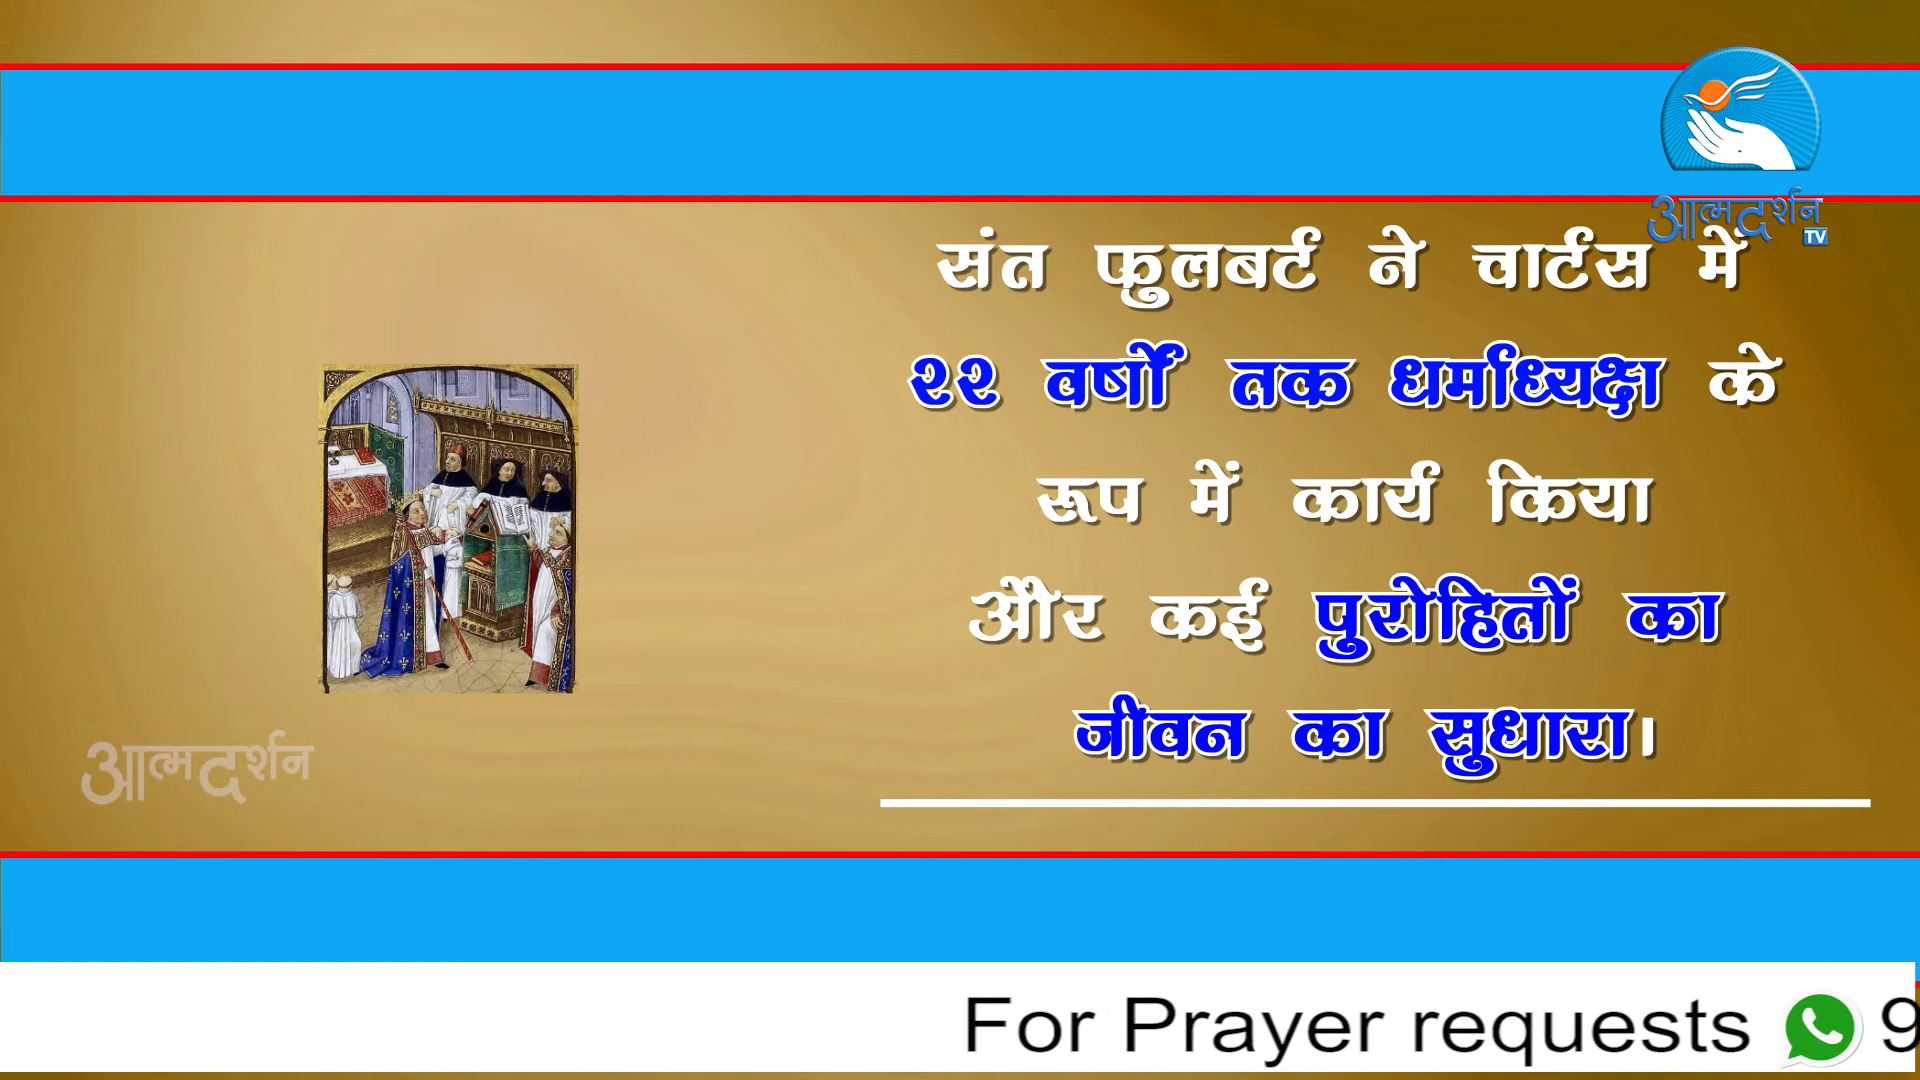 आत्मदर्शन
TV
संत फुलबर्ट ने चार्टस में
२२ वर्षों तक धर्माध्यक्ष के
रूप में कार्य किया
और कई पुरोहितों का
जीवन का सुधारा।
आत्मदर्शन
For Prayer requests 9